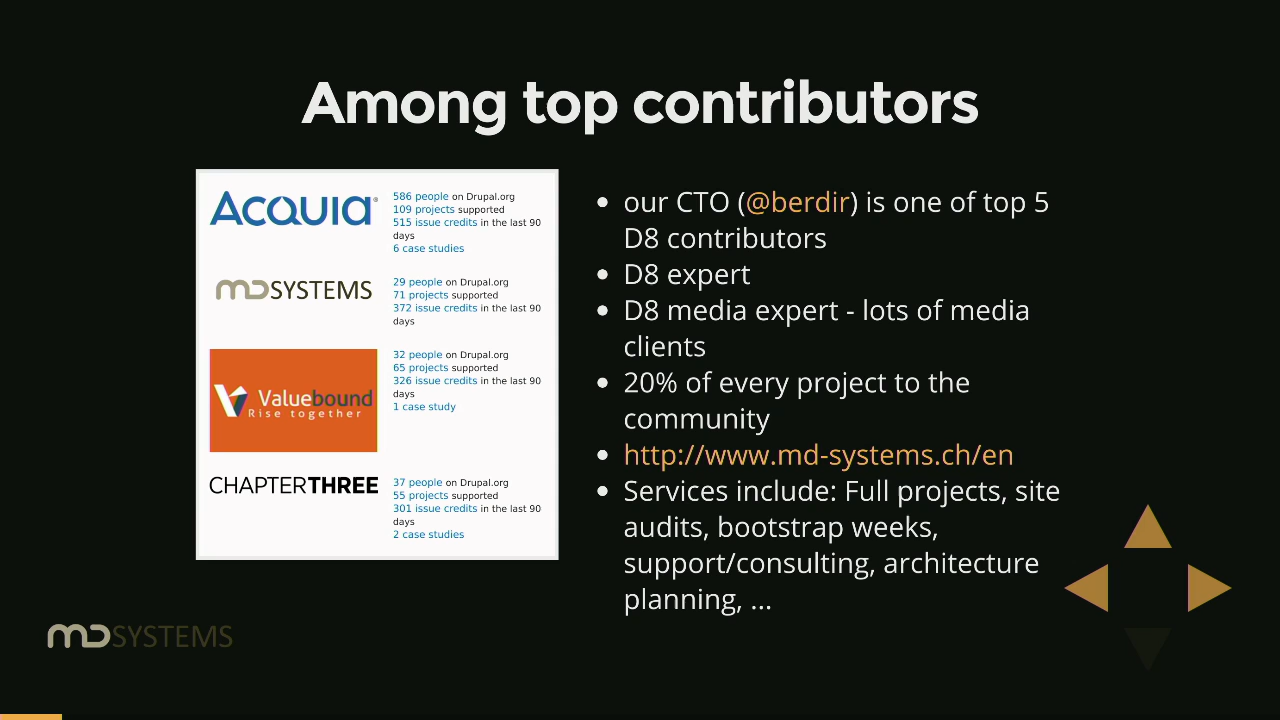 Among top contributors
ACQUIA®
586 people on Drupal.org
109 projects supported
515 issue credits in the last 90
days
6 case studies
MDSYSTEMS
29 people on Drupal.org
71 projects supported
372 issue credits in the last 90
days
Valuebound
Rise together
32 people on Drupal.org
65 projects supported
326 issue credits in the last 90
days
1 case study
CHAPTERTHREE
37 people on Drupal.org
55 projects supported
301 issue credits in the last 90
days
2 case studies
• our CTO (@berdir) is one of top 5
D8 contributors
• D8 expert
• D8 media expert - lots of media
clients
• 20% of every project to the
community
• http://www.md-systems.ch/en
• Services include: Full projects, site
audits, bootstrap weeks,
support/consulting, architecture
planning, ...
MDSYSTEMS